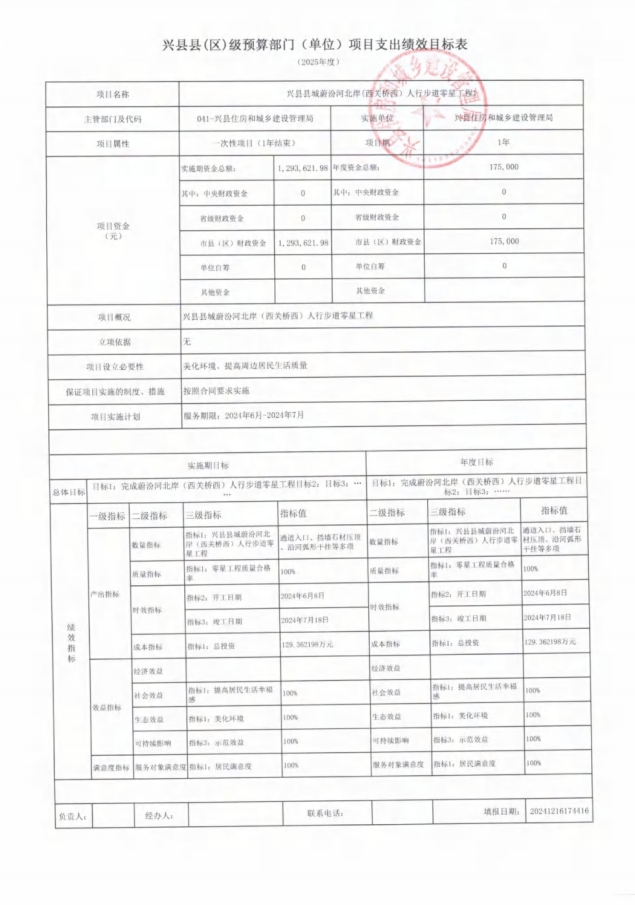 兴县县(区)级预算部门（单位）项目支出绩效目标表
（2025年度）
项目名称 兴县县城蔚汾河北岸(西关桥西）人行步道零星工程
主管部门及代码 041-兴县住房和城乡建设管理局 实施单位 兴县住房和城乡建设管理局
项目属性 一次性项目（1年结束） 项目期 1年
项目资金
（元）
实施期资金总额： 1,293,621.98 年度资金总额： 175,000
其中：中央财政资金 0 其中：中央财政资金 0
省级财政资金 0 省级财政资金 0
市县（区）财政资金 1,293,621.98 市县（区）财政资金 175,000
单位自筹 0 单位自筹 0
其他资金 其他资金
项目概况 兴县县城蔚汾河北岸（西关桥西）人行步道零星工程
立项依据 无
项目设立必要性 美化环境、提高周边居民生活质量
保证项目实施的制度、措施 按照合同要求实施
项目实施计划 服务期限：2024年6月-2024年7月
实施期目标 年度目标
总体目标
目标1：完成蔚汾河北岸（西关桥西）人行步道零星工程目标2：目标3：…
…
目标1：完成蔚汾河北岸（西关桥西）人行步道零星工程目
标2：目标3：……
绩效指标
一级指标 二级指标 三级指标 指标值 二级指标 三级指标 指标值
产出指标
数量指标
指标1：兴县县城蔚汾河北
岸（西关桥西）人行步道零
星工程
通道入口、挡墙石材压顶
、沿河弧形干挂等多项
数量指标
指标1：兴县县城蔚汾河北
岸（西关桥西）人行步道零
星工程
通道入口、挡墙石
材压顶、沿河弧形
干挂等多项
质量指标
指标1：零星工程质量合格
率
100%
质量指标
指标1：零星工程质量合格
率
100%
时效指标
指标2：开工日期 2024年6月8日
指标3：竣工日期 2024年7月18日
时效指标
指标2：开工日期 2024年6月8日
指标3：竣工日期 2024年7月18日
成本指标 指标1：总投资 129.362198万元 成本指标 指标1：总投资 129.362198万元
效益指标
经济效益 经济效益
社会效益
指标1：提高居民生活幸福
感
100%
社会效益
指标1：提高居民生活幸福
感
100%
生态效益 指标1：美化环境 100% 生态效益 指标1：美化环境 100%
可持续影响 指标3：示范效益 100% 可持续影响 指标3：示范效益 100%
满意度指标 服务对象满意度 指标1：居民满意度 100% 服务对象满意度 指标1：居民满意度 100%
负责人： 经办人： 联系电话： 填报日期： 20241216174416